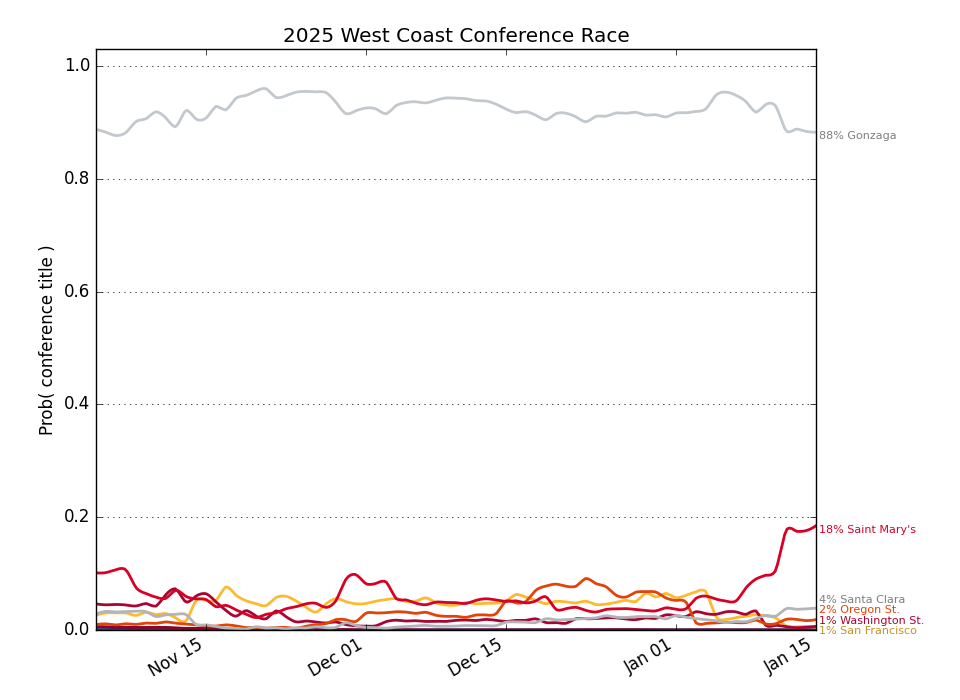 2025 West Coast Conference Race
Prob( conference title )
1.0
0.8
0.6
0.4
0.2
0.0
88% Gonzaga
18% Saint Mary's
4% Santa Clara
2% Oregon St.
1% Washington St.
1% San Francisco
Nov 15
Dec 01
Dec 15
Jan 01
Jan 15